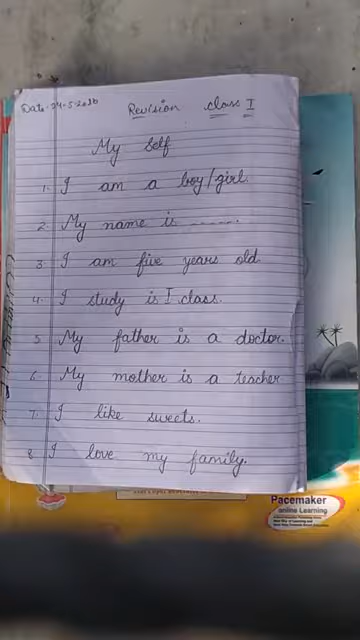 Date-24-5-2020 Revision class I
My Self
1. I am a boy/girl.
2. My name is ------.
3. I am five years old
4. I study is I class.
5 My father is a doctor.
6. My mother is a teacher
7. I like sweets.
8 I love my family.
Pacemaker
online Learning